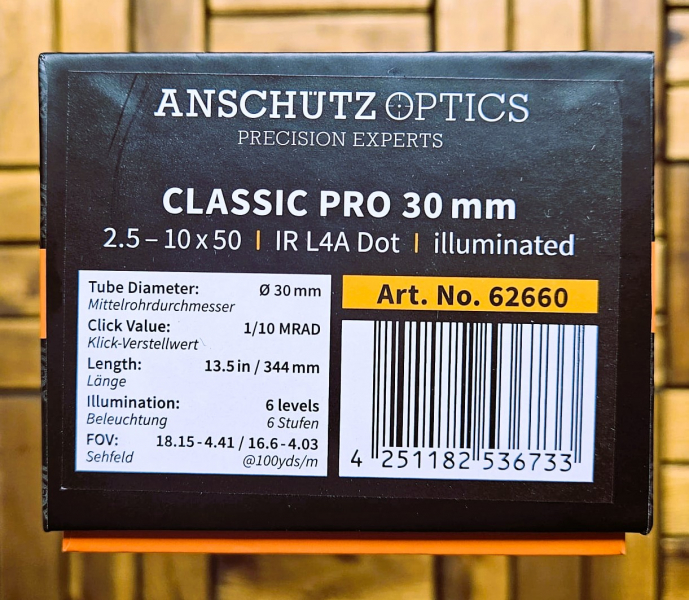 ANSCHÜTZ OPTICS
PRECISION EXPERTS
CLASSIC PRO 30 mm
2.5 – 10 x 50 | IR L4A Dot | illuminated
Tube Diameter: Ø 30 mm
Mittelrohrdurchmesser
Click Value: 1/10 MRAD
Klick-Verstellwert
Length: 13.5 in / 344 mm
Länge
Illumination: 6 levels
Beleuchtung 6 Stufen
FOV: 18.15 - 4.41 / 16.6 - 4.03
Sehfeld @100yds/m
Art. No. 62660
4 251182 536733